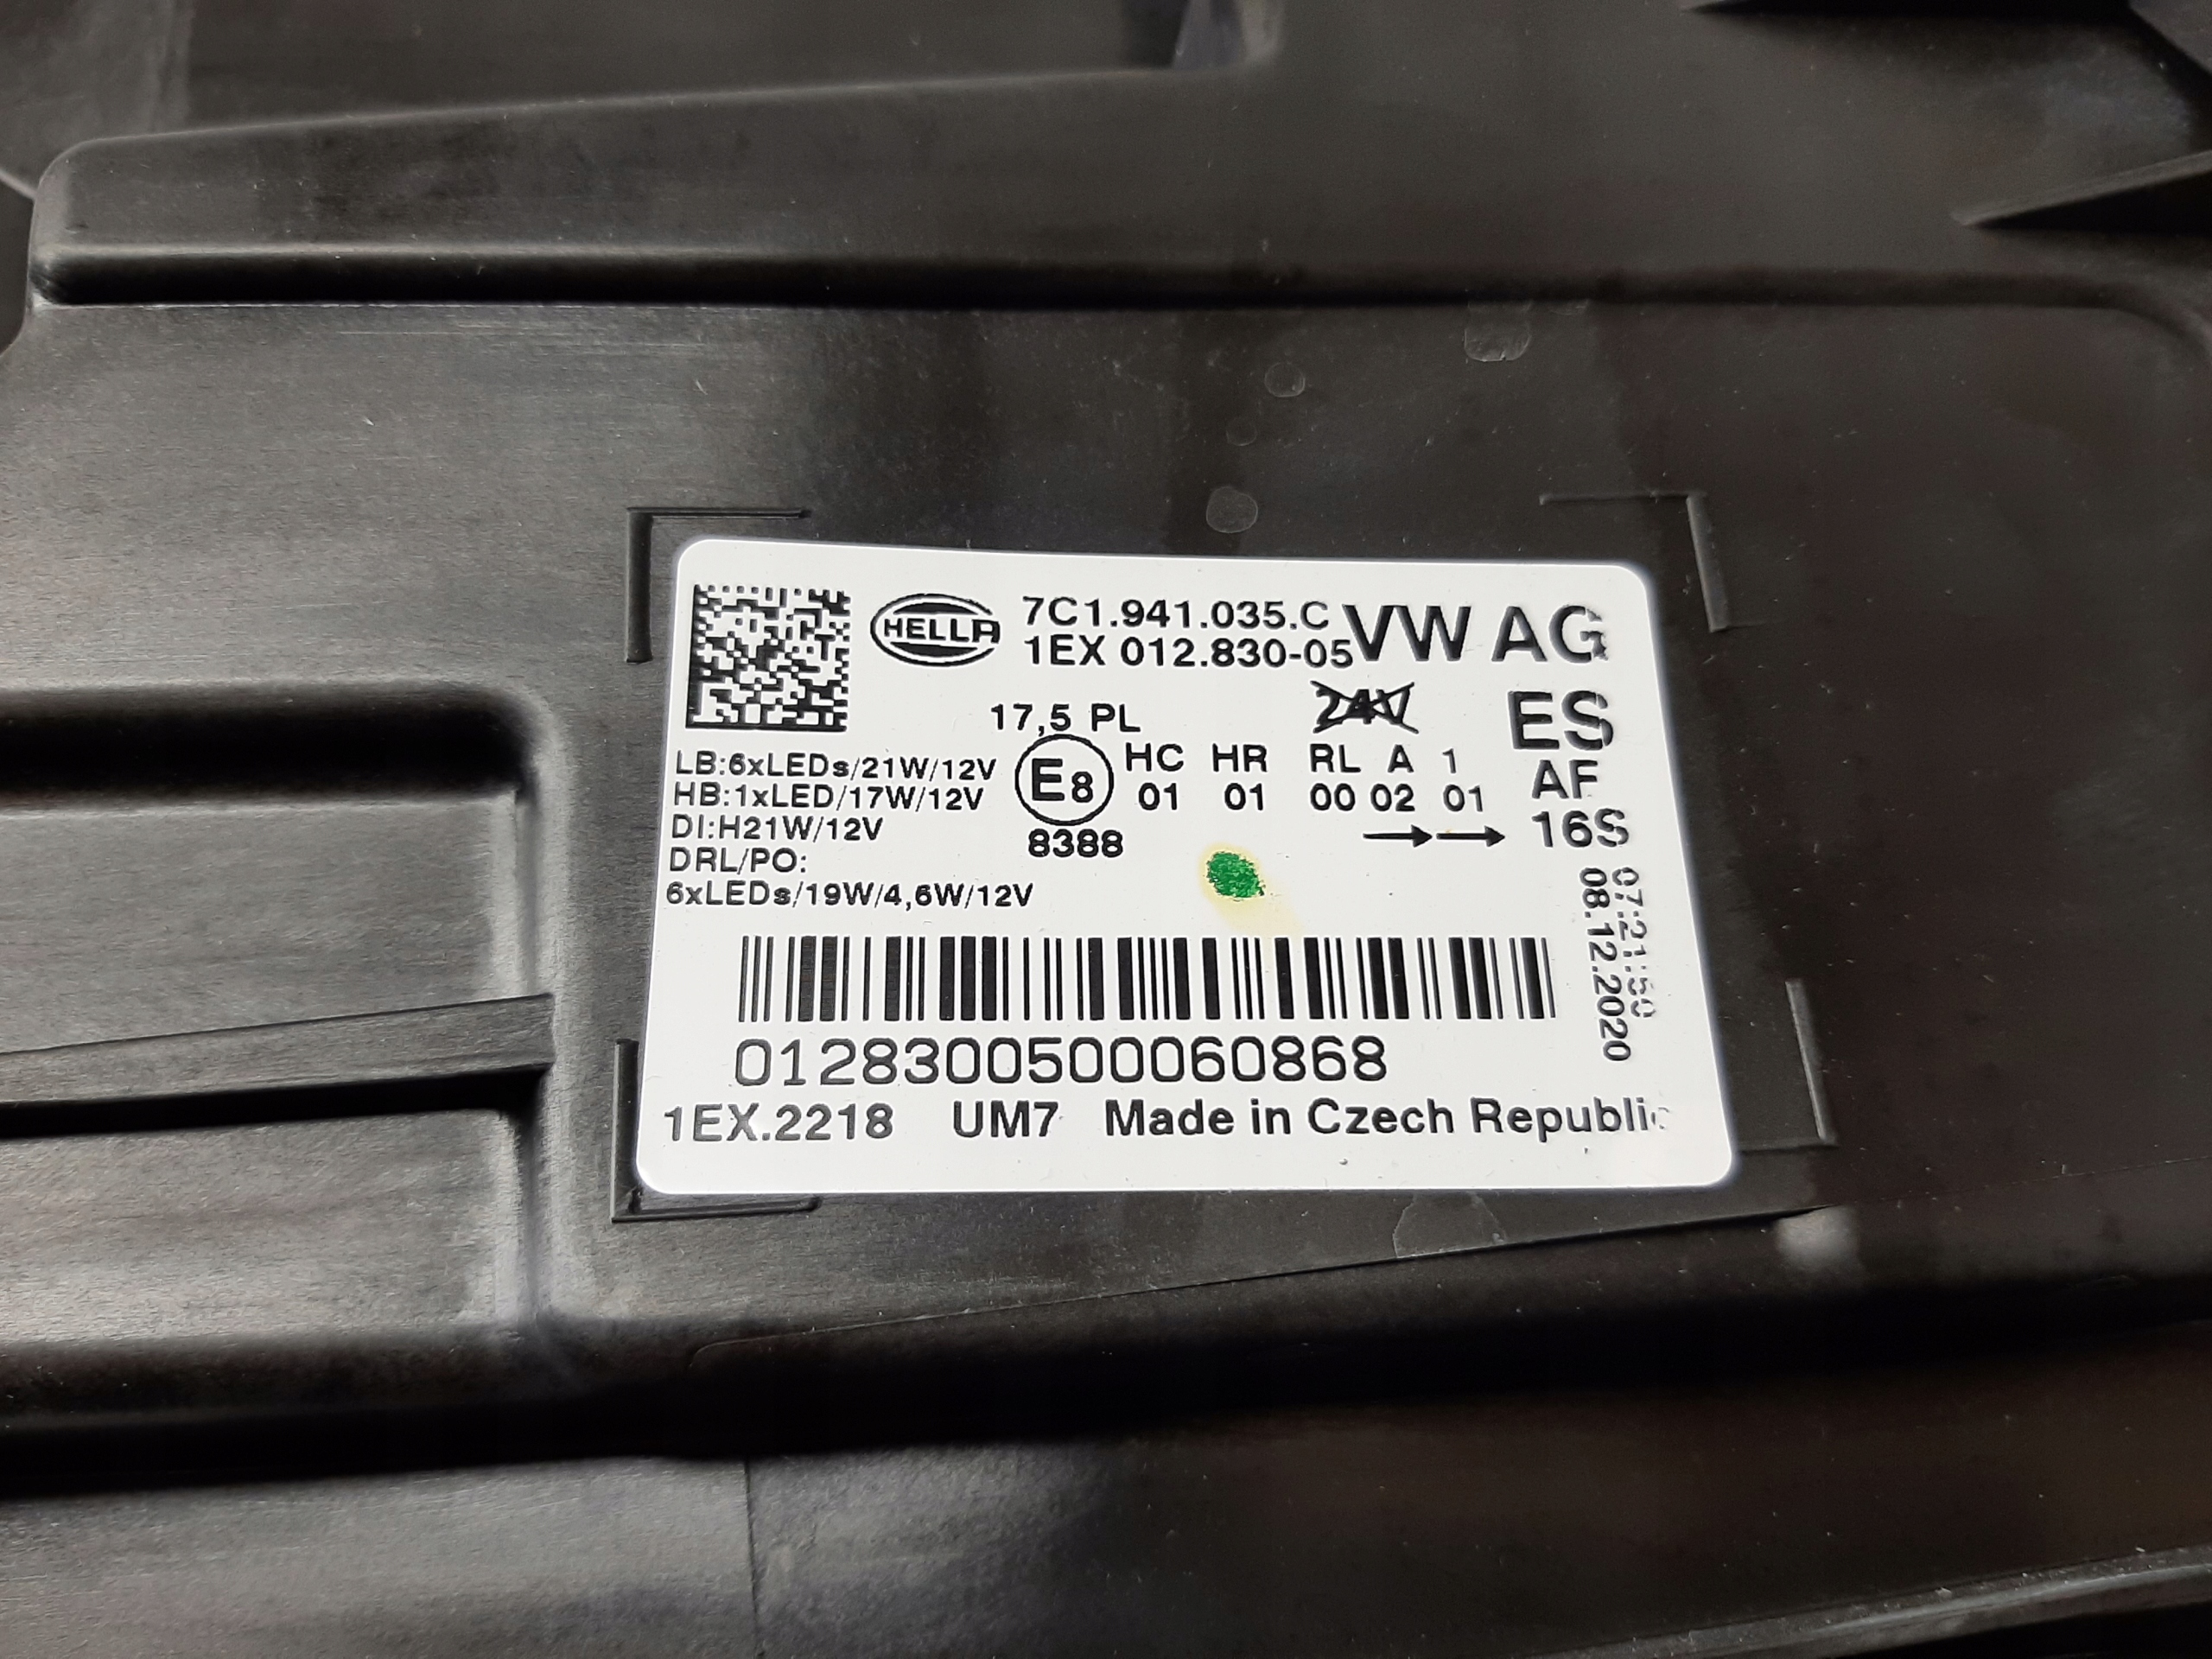 HELLA
7C1.941.035.C
1EX 012.830-05
VW AG
17,5 PL
24V
ES
LB:6xLEDs/21W/12V
HB:1xLED/17W/12V
DI:H21W/12V
DRL/PO:
6xLEDs/19W/4,6W/12V
E8
8388
HC HR RL A 1
01 01 00 02 01
AF
16S
07:21:50
08.12.2020
0128300500060868
1EX.2218 UM7 Made in Czech Republic